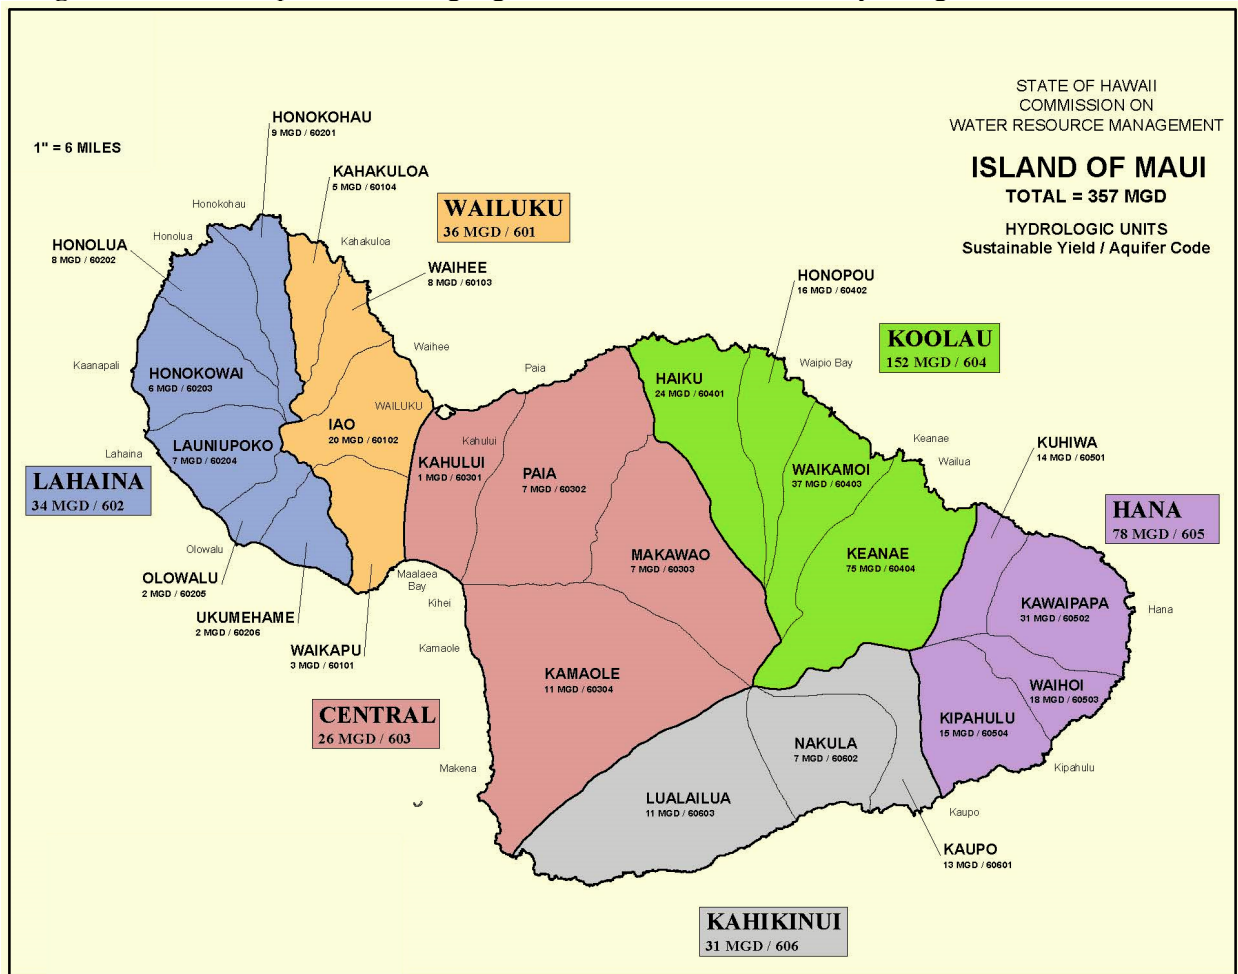 STATE OF HAWAII
COMMISSION ON
WATER RESOURCE MANAGEMENT
ISLAND OF MAUI
TOTAL = 357 MGD
HYDROLOGIC UNITS
Sustainable Yield / Aquifer Code
1" = 6 MILES
HONOKOHAU
9 MGD / 60201
KAHAKULOA
5 MGD / 60104
WAILUKU
36 MGD / 601
Honokohau
Honolua
Kahakuloa
HONOLUA
8 MGD / 60202
WAIHEE
8 MGD / 60103
HONOPOU
16 MGD / 60402
KOOLAU
152 MGD / 604
Waihee
Kaanapali
Paia
Waipio Bay
HONOKOWAI
6 MGD / 60203
HAIKU
24 MGD / 60401
WAILUKU
IAO
20 MGD / 60102
LAUNIUPOKO
7 MGD / 60204
Lahaina
Kahului
KAHULUI
1 MGD / 60301
PAIA
7 MGD / 60302
WAIKAMOI
37 MGD / 60403
Keanae
Wailua
KUHIWA
14 MGD / 60501
LAHAINA
34 MGD / 602
HANA
78 MGD / 605
Olowalu
MAKAWAO
7 MGD / 60303
KEANAE
75 MGD / 60404
OLOWALU
2 MGD / 60205
Maalaea
Bay
Kihei
UKUMEHAME
2 MGD / 60206
KAWAIPAPA
31 MGD / 60502
Hana
WAIKAPU
3 MGD / 60101
Kamaole
KAMAOLE
11 MGD / 60304
WAIHOI
18 MGD / 60503
CENTRAL
26 MGD / 603
KIPAHULU
15 MGD / 60504
NAKULA
7 MGD / 60602
Makena
Kipahulu
LUALAILUA
11 MGD / 60603
Kaupo
KAUPO
13 MGD / 60601
KAHIKINUI
31 MGD / 606